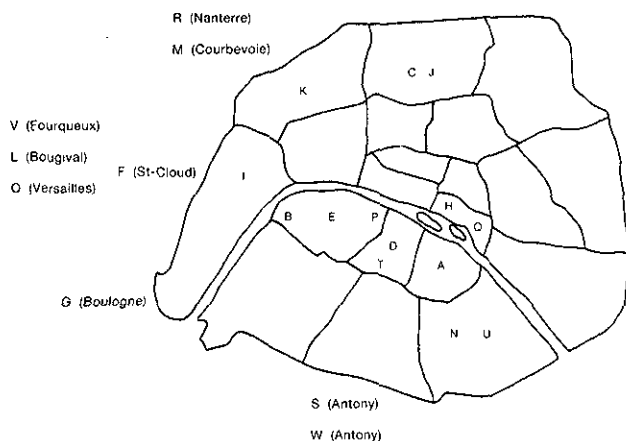 R (Nanterre)
M (Courbevoie)
C J
K
V (Fourqueux)
L (Bougival)
F (St-Cloud)
I
O (Versailles)
H
B E P Q
D
T A
G (Boulogne)
N U
S (Antony)
W (Antony)